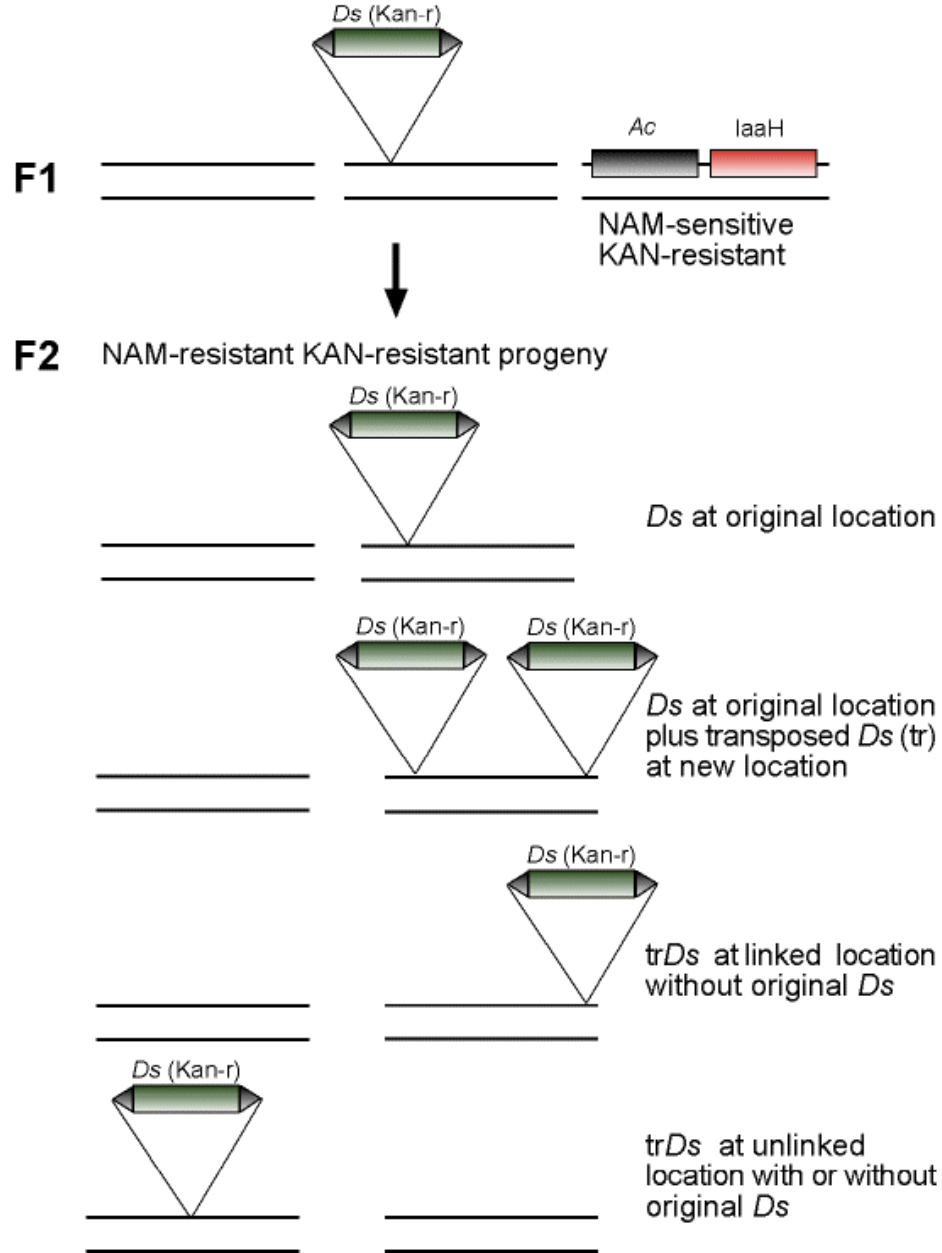 Ds (Kan-r)
Ac
IaaH
F1
NAM-sensitive
KAN-resistant
F2 NAM-resistant KAN-resistant progeny
Ds (Kan-r)
Ds at original location
Ds (Kan-r) Ds (Kan-r)
Ds at original location
plus transposed Ds (tr)
at new location
Ds (Kan-r)
trDs at linked location
without original Ds
Ds (Kan-r)
trDs at unlinked
location with or without
original Ds